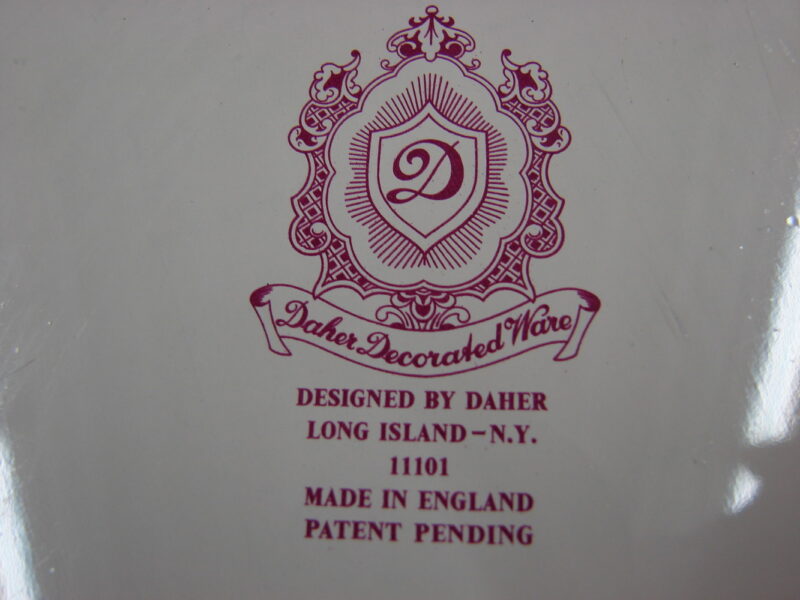 D
Daher Decorated Ware
DESIGNED BY DAHER
LONG ISLAND-N.Y.
11101
MADE IN ENGLAND
PATENT PENDING